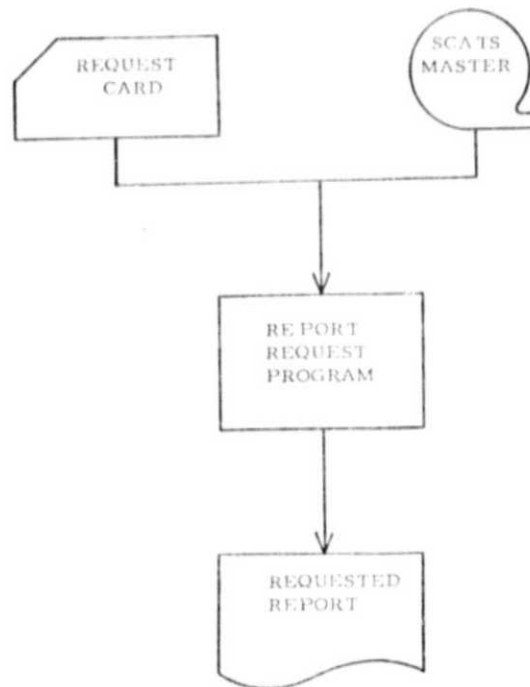 REQUEST
CARD
SCATS
MASTER
REPORT
REQUEST
PROGRAM
REQUESTED
REPORT